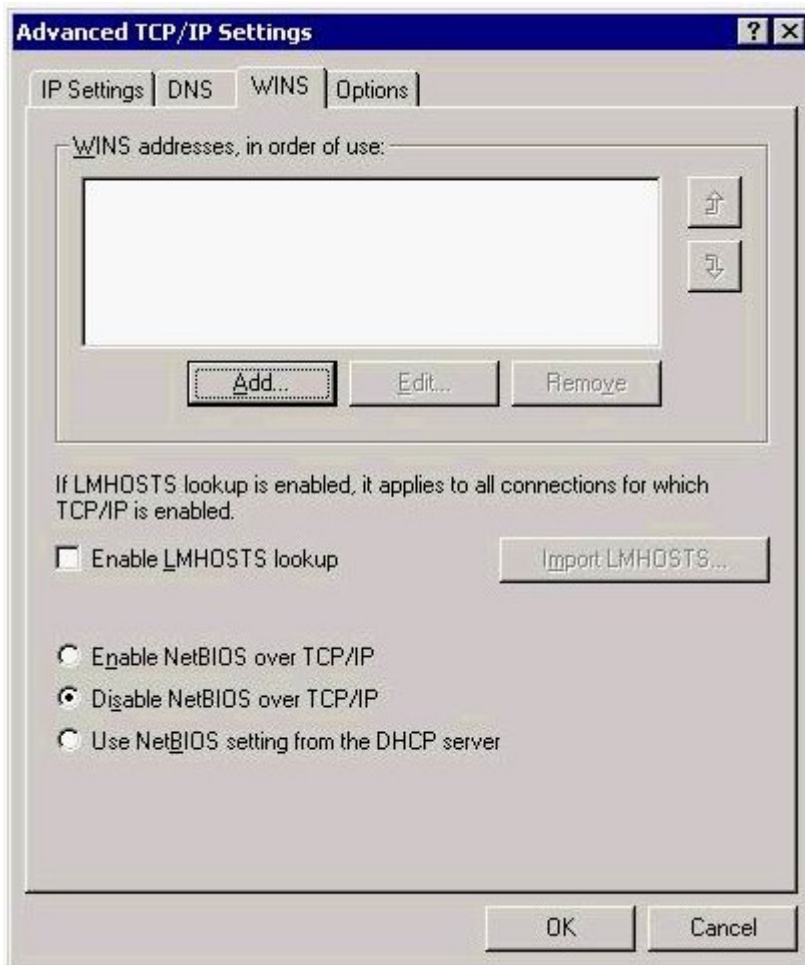 Advanced TCP/IP Settings
IP Settings DNS WINS Options
WINS addresses, in order of use:
Add... Edit... Remove
If LMHOSTS lookup is enabled, it applies to all connections for which
TCP/IP is enabled.
Enable LMHOSTS lookup Import LMHOSTS...
Enable NetBIOS over TCP/IP
Disable NetBIOS over TCP/IP
Use NetBIOS setting from the DHCP server
OK Cancel